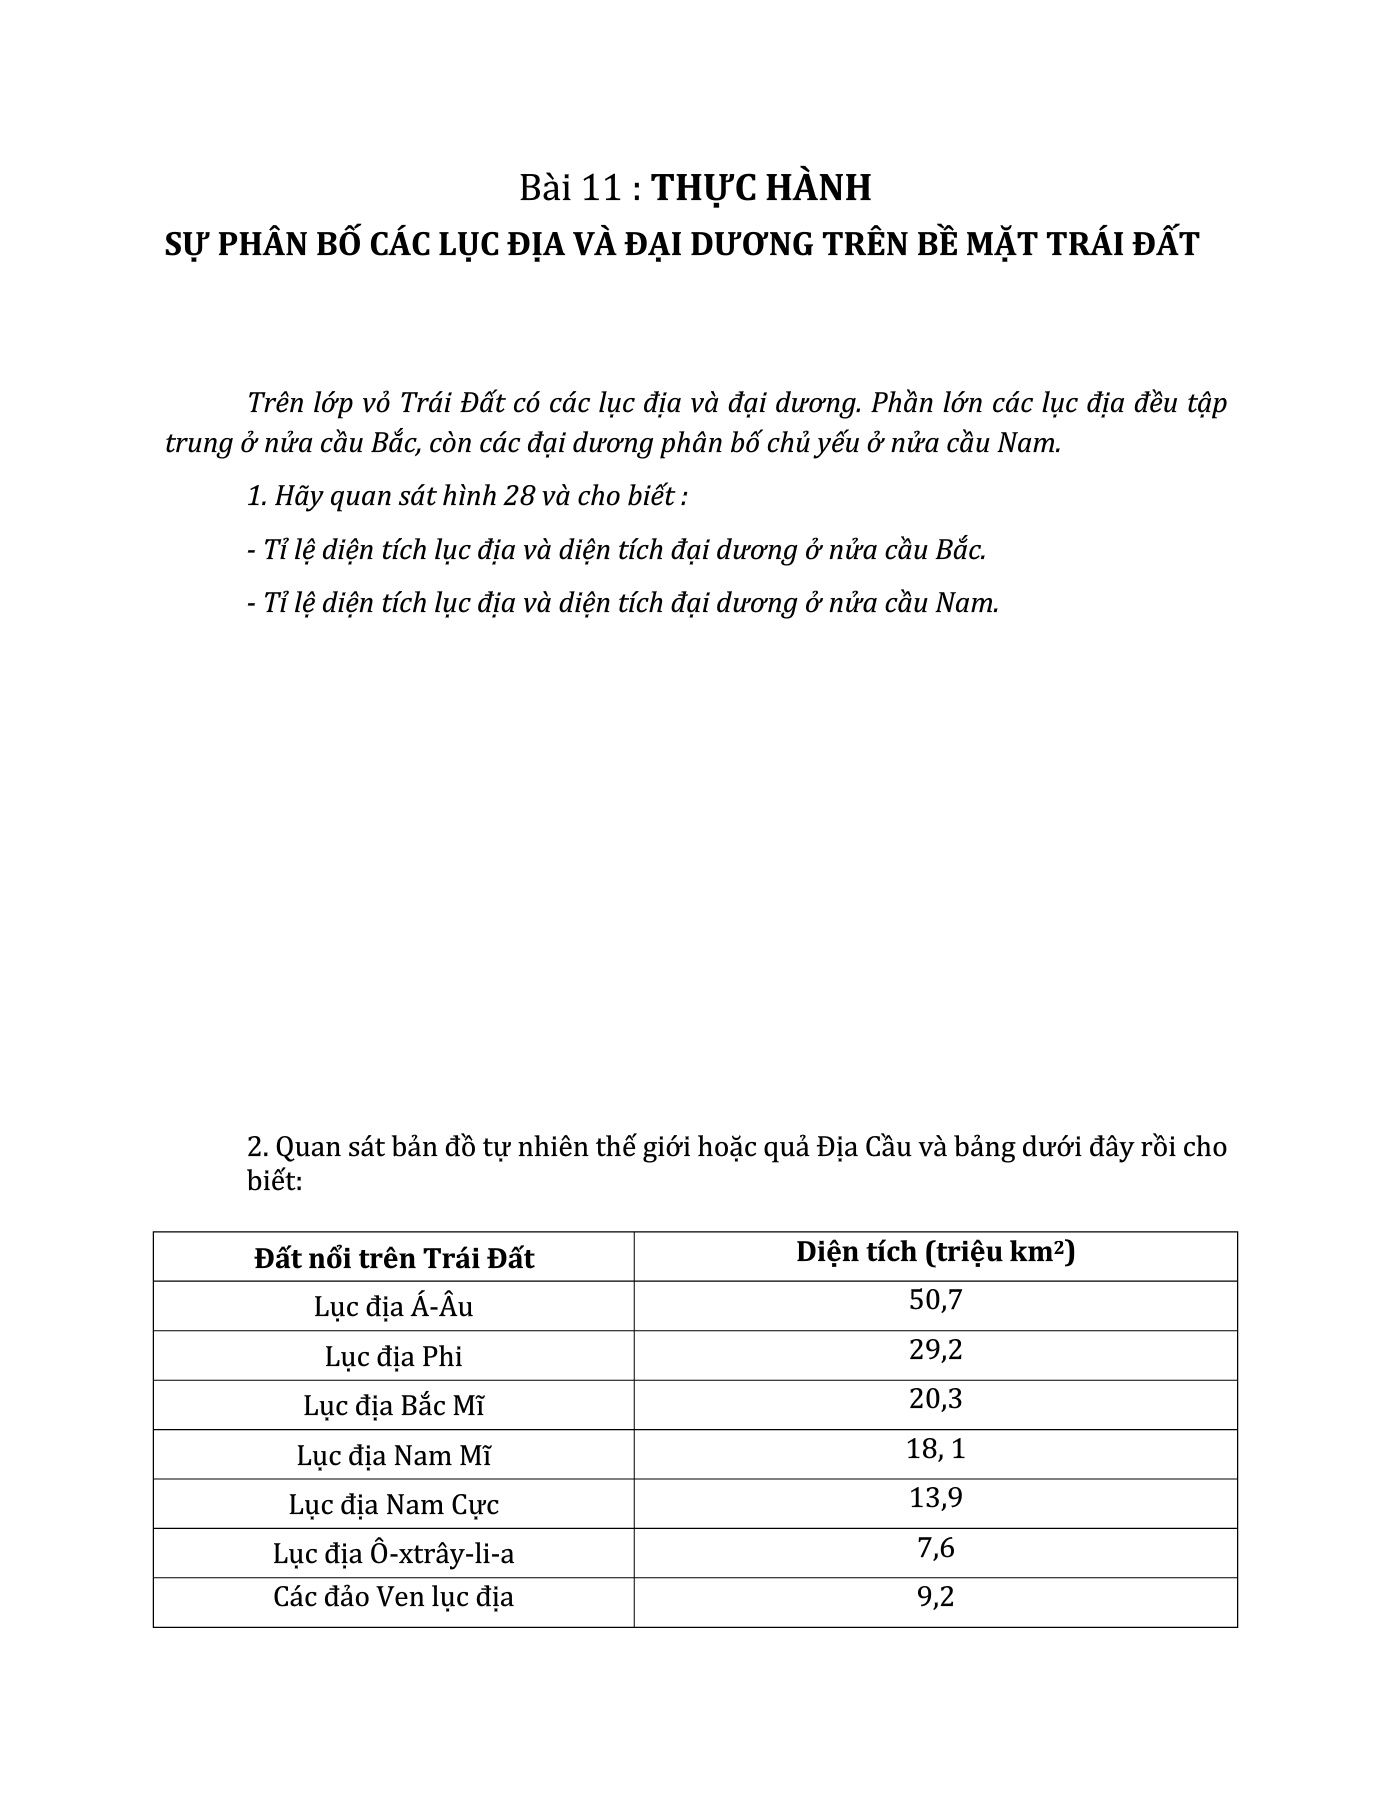 Bài 11 : THỰC HÀNH
SỰ PHÂN BỐ CÁC LỤC ĐỊA VÀ ĐẠI DƯƠNG TRÊN BỀ MẶT TRÁI ĐẤT
Trên lớp vỏ Trái Đất có các lục địa và đại dương. Phần lớn các lục địa đều tập
trung ở nửa cầu Bắc, còn các đại dương phân bố chủ yếu ở nửa cầu Nam.
1. Hãy quan sát hình 28 và cho biết :
- Tỉ lệ diện tích lục địa và diện tích đại dương ở nửa cầu Bắc.
- Tỉ lệ diện tích lục địa và diện tích đại dương ở nửa cầu Nam.
2. Quan sát bản đồ tự nhiên thế giới hoặc quả Địa Cầu và bảng dưới đây rồi cho
biết:
Đất nổi trên Trái Đất Diện tích (triệu km²)
Lục địa Á-Âu 50,7
Lục địa Phi 29,2
Lục địa Bắc Mĩ 20,3
Lục địa Nam Mĩ 18, 1
Lục địa Nam Cực 13,9
Lục địa Ô-xtrây-li-a 7,6
Các đảo Ven lục địa 9,2